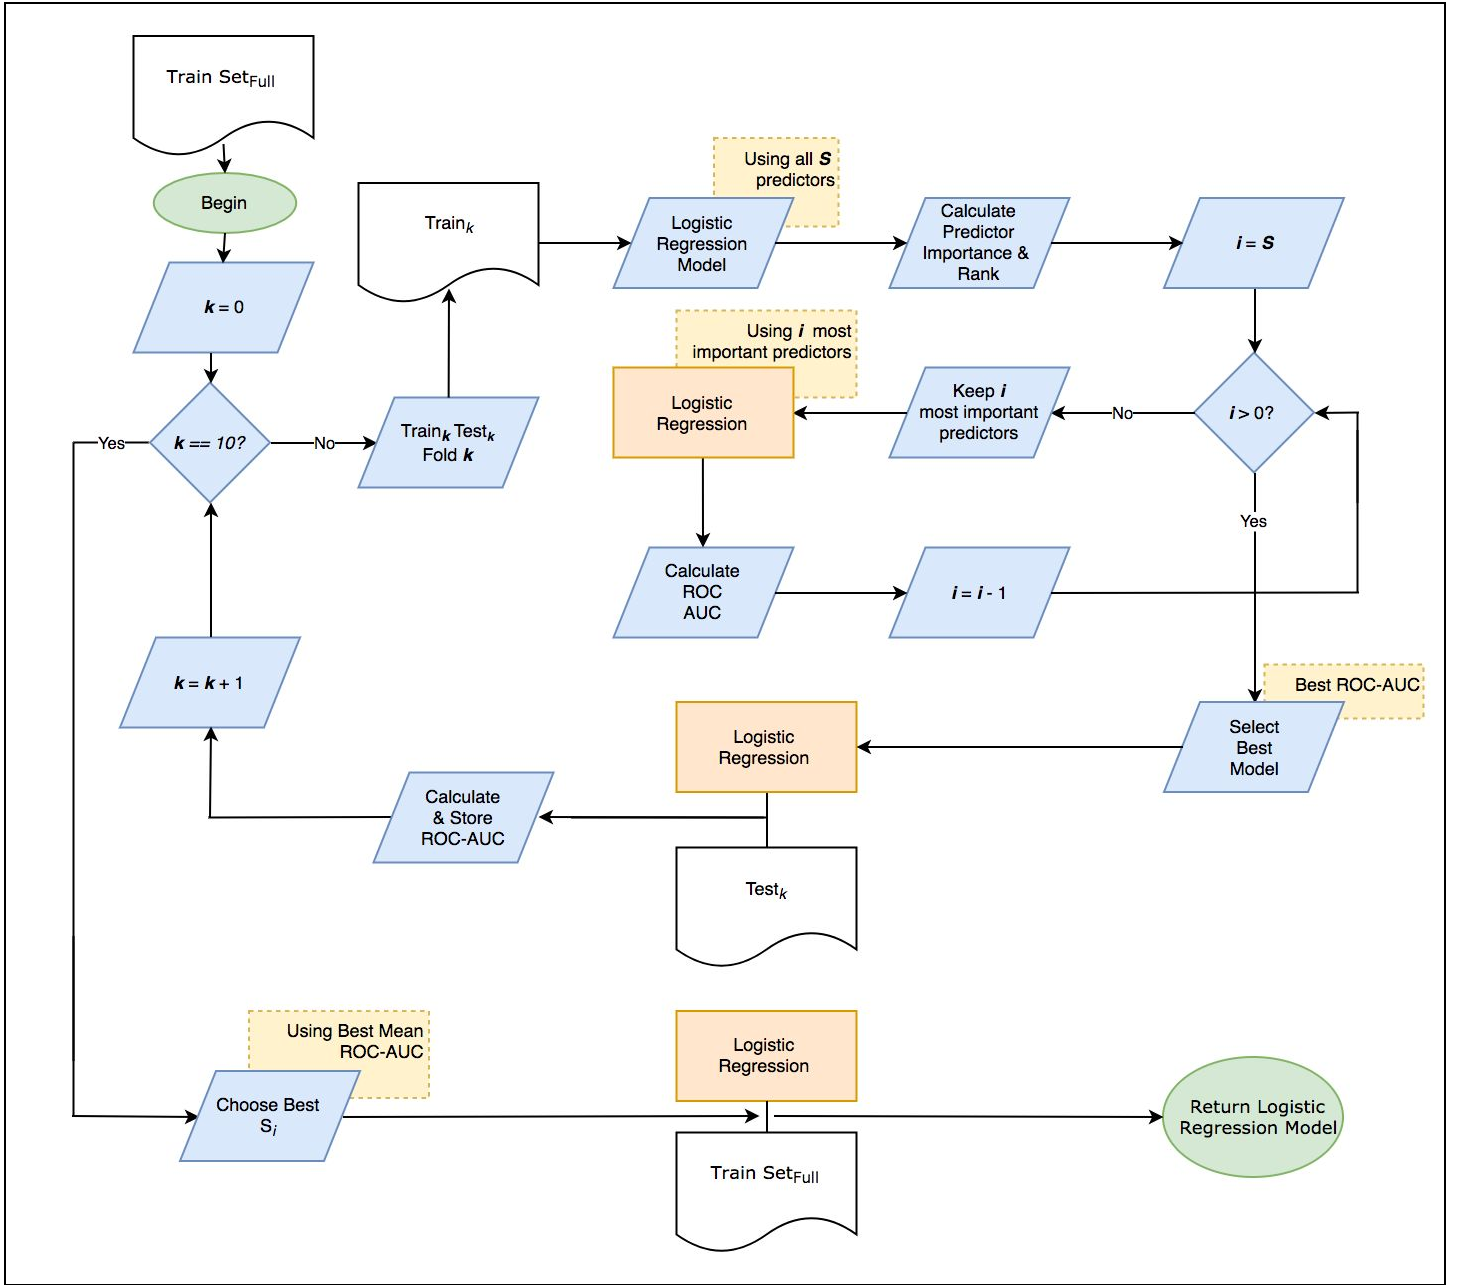 Train SetFull
Begin
k = 0
k == 10?
Yes
No
Traink Testk
Fold k
Traink
Using all S
predictors
Logistic
Regression
Model
Calculate
Predictor
Importance &
Rank
i = S
i > 0?
No
Yes
Keep i
most important
predictors
Using i most
important predictors
Logistic
Regression
Calculate
ROC
AUC
i = i - 1
Best ROC-AUC
Select
Best
Model
Logistic
Regression
Testk
Calculate
& Store
ROC-AUC
k = k + 1
Using Best Mean
ROC-AUC
Choose Best
Si
Logistic
Regression
Train SetFull
Return Logistic
Regression Model